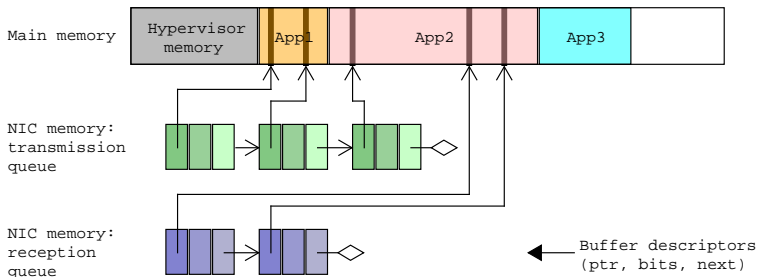 Main memory
Hypervisor
memory
App1
App2
App3
NIC memory:
transmission
queue
NIC memory:
reception
queue
Buffer descriptors
(ptr, bits, next)